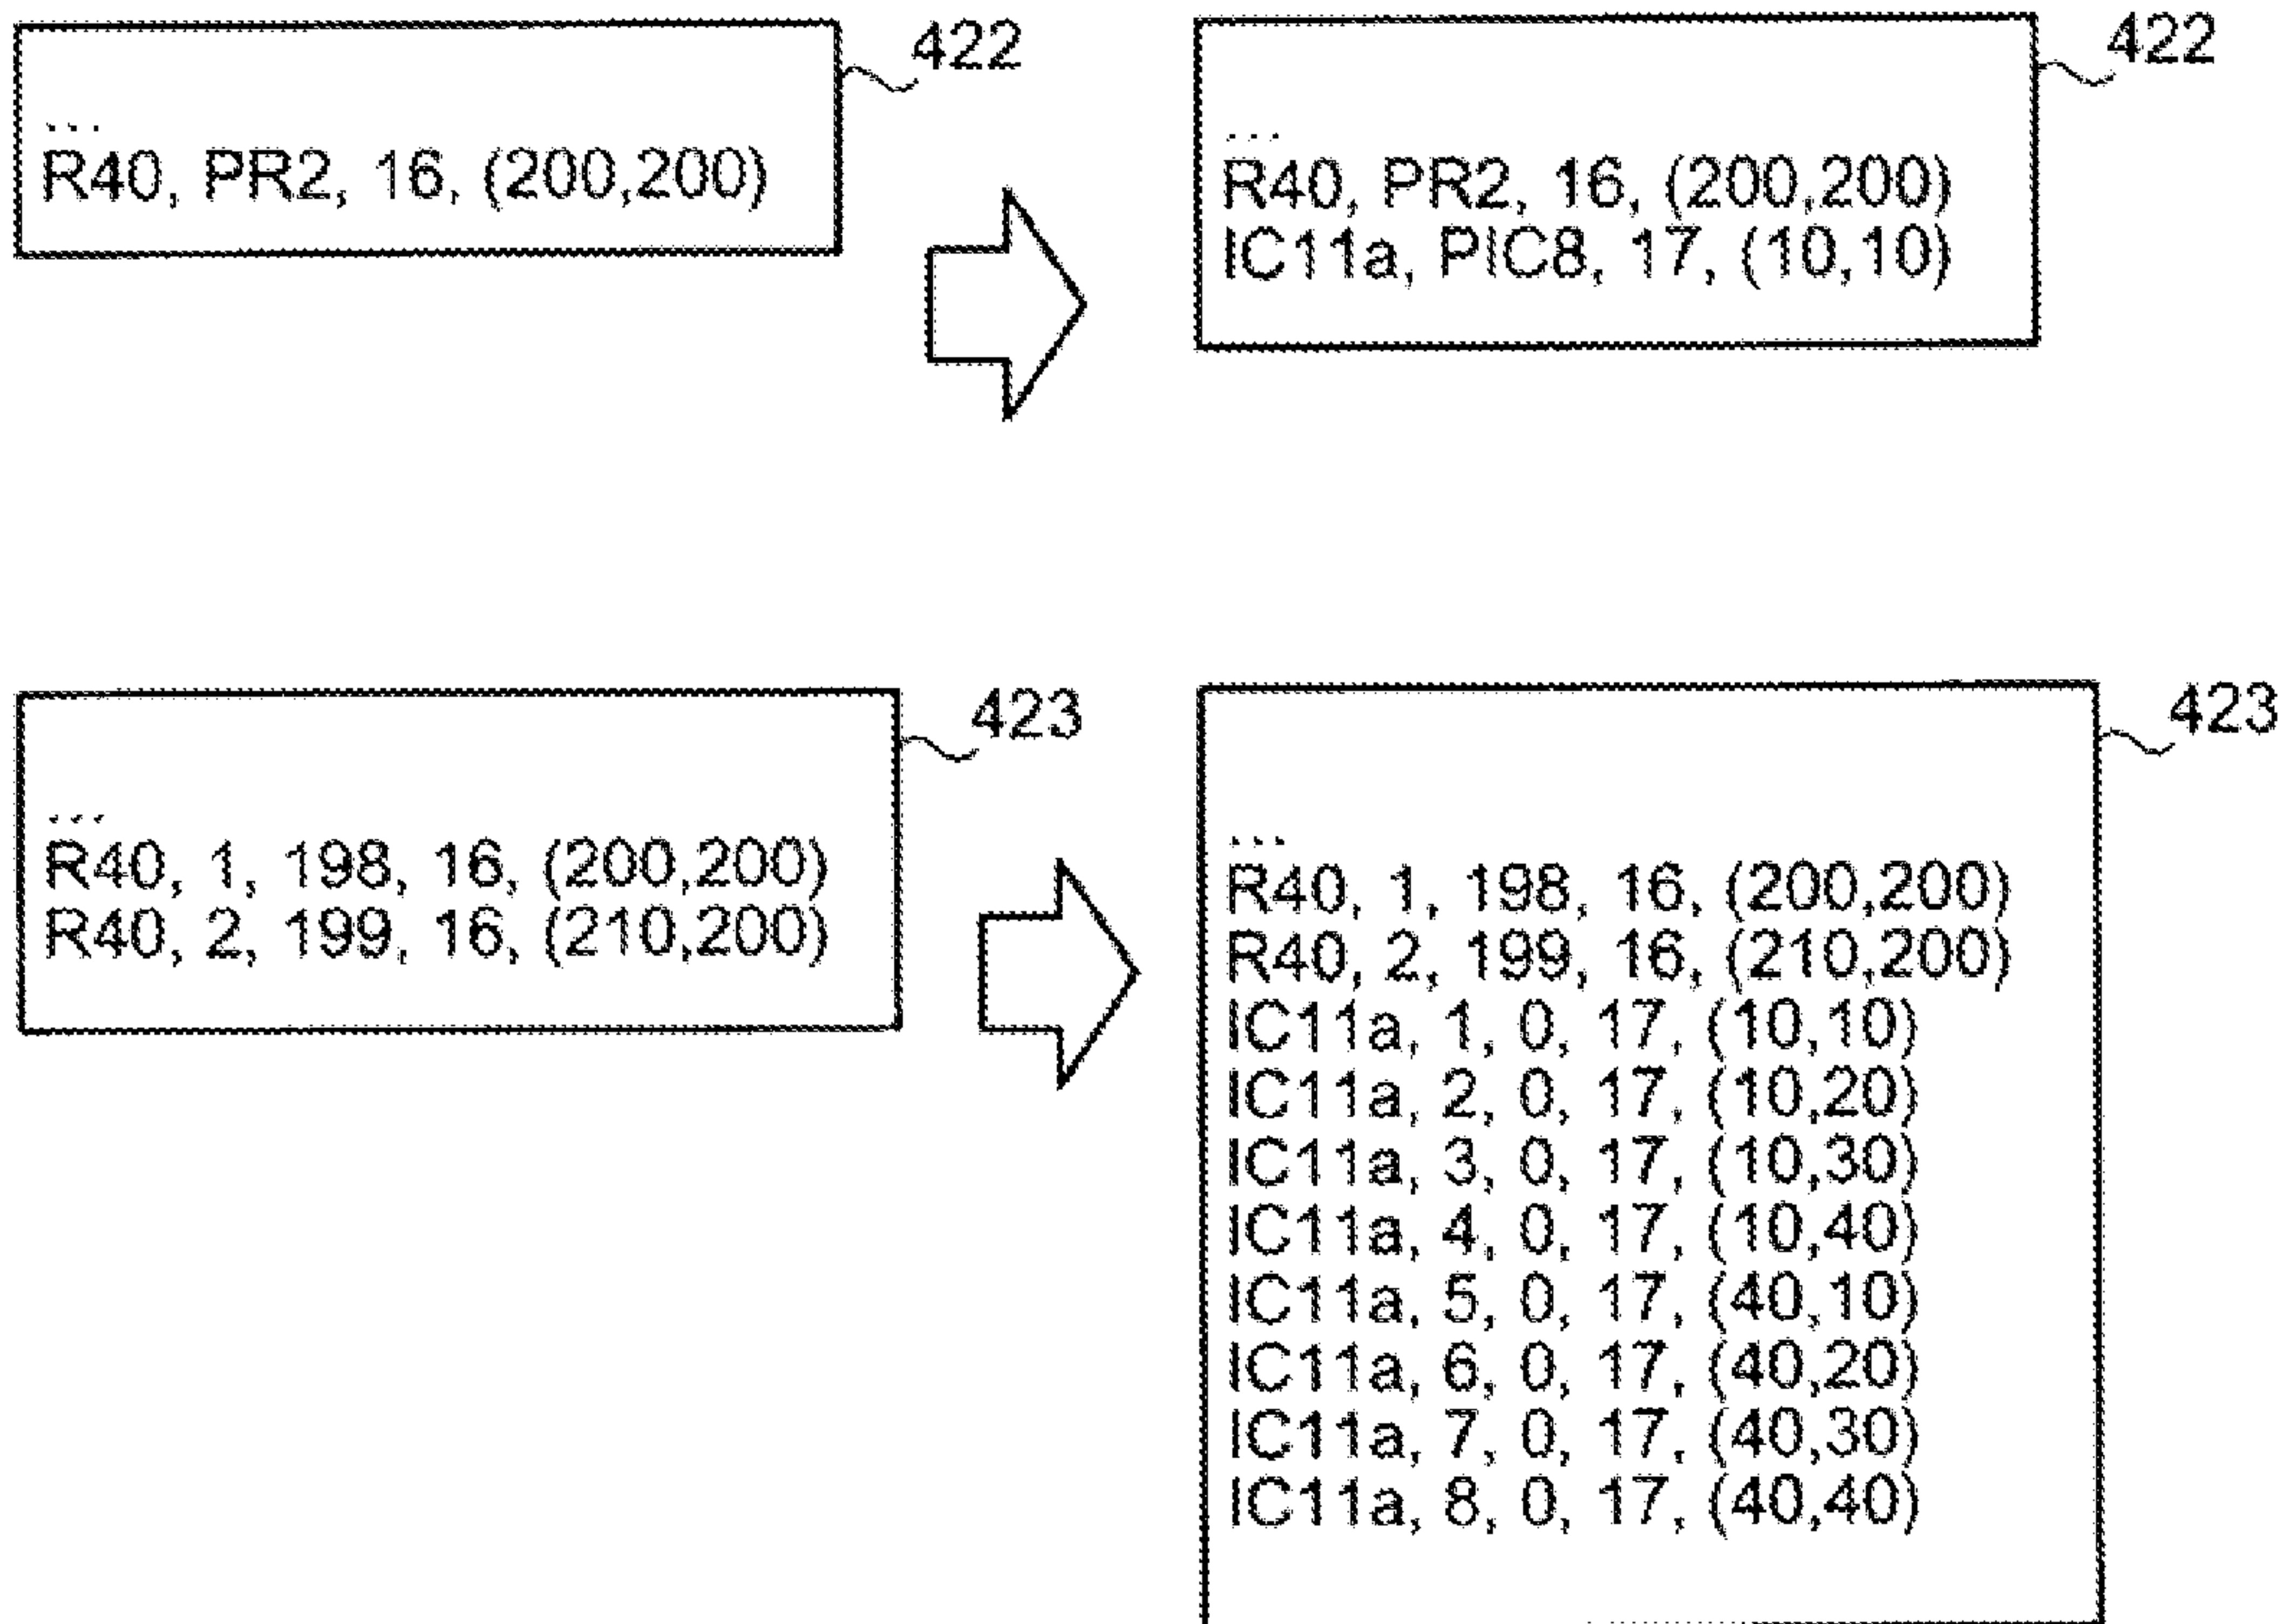 422
...
R40, PR2, 16, (200,200)
422
...
R40, PR2, 16, (200,200)
IC11a, PIC8, 17, (10,10)
423
...
R40, 1, 198, 16, (200,200)
R40, 2, 199, 16, (210,200)
423
...
R40, 1, 198, 16, (200,200)
R40, 2, 199, 16, (210,200)
IC11a, 1, 0, 17, (10,10)
IC11a, 2, 0, 17, (10,20)
IC11a, 3, 0, 17, (10,30)
IC11a, 4, 0, 17, (10,40)
IC11a, 5, 0, 17, (40,10)
IC11a, 6, 0, 17, (40,20)
IC11a, 7, 0, 17, (40,30)
IC11a, 8, 0, 17, (40,40)